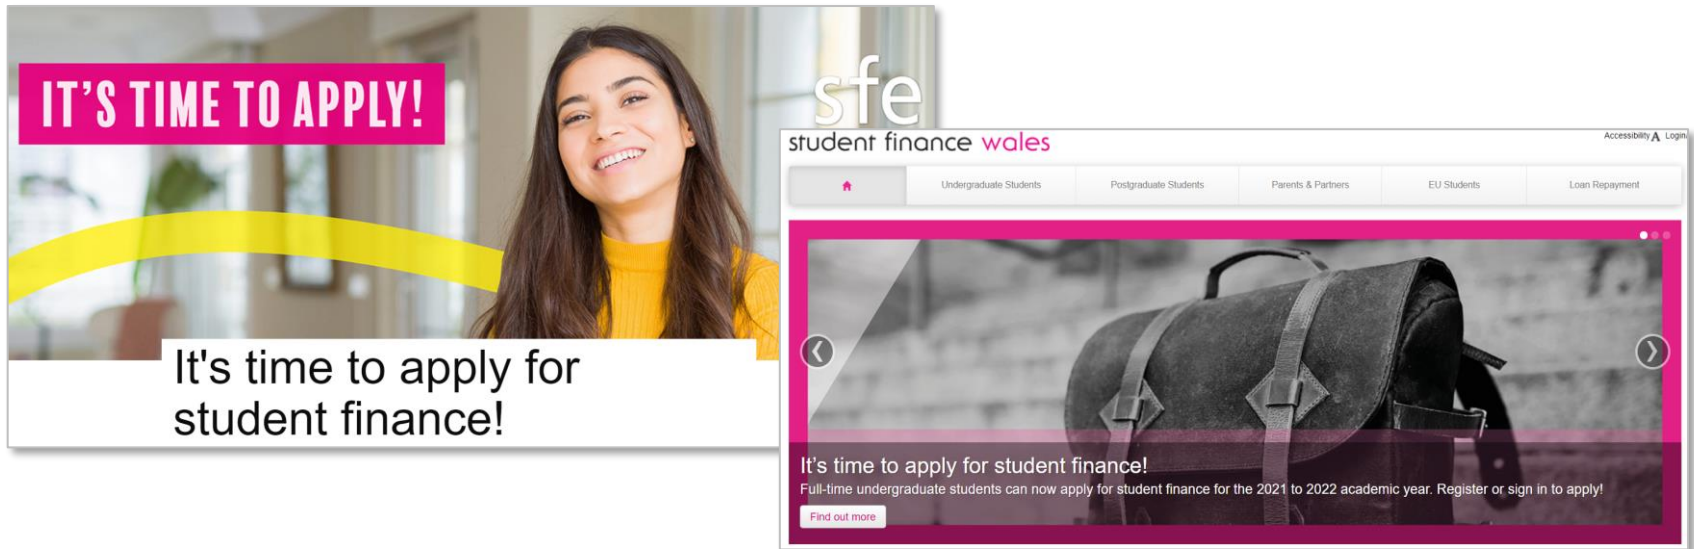 IT'S TIME TO APPLY!
sfe
It's time to apply for
student finance!
student finance wales
Accessibility A Login
Undergraduate Students
Postgraduate Students
Parents & Partners
EU Students
Loan Repayment
It's time to apply for student finance!
Full-time undergraduate students can now apply for student finance for the 2021 to 2022 academic year. Register or sign in to apply!
Find out more